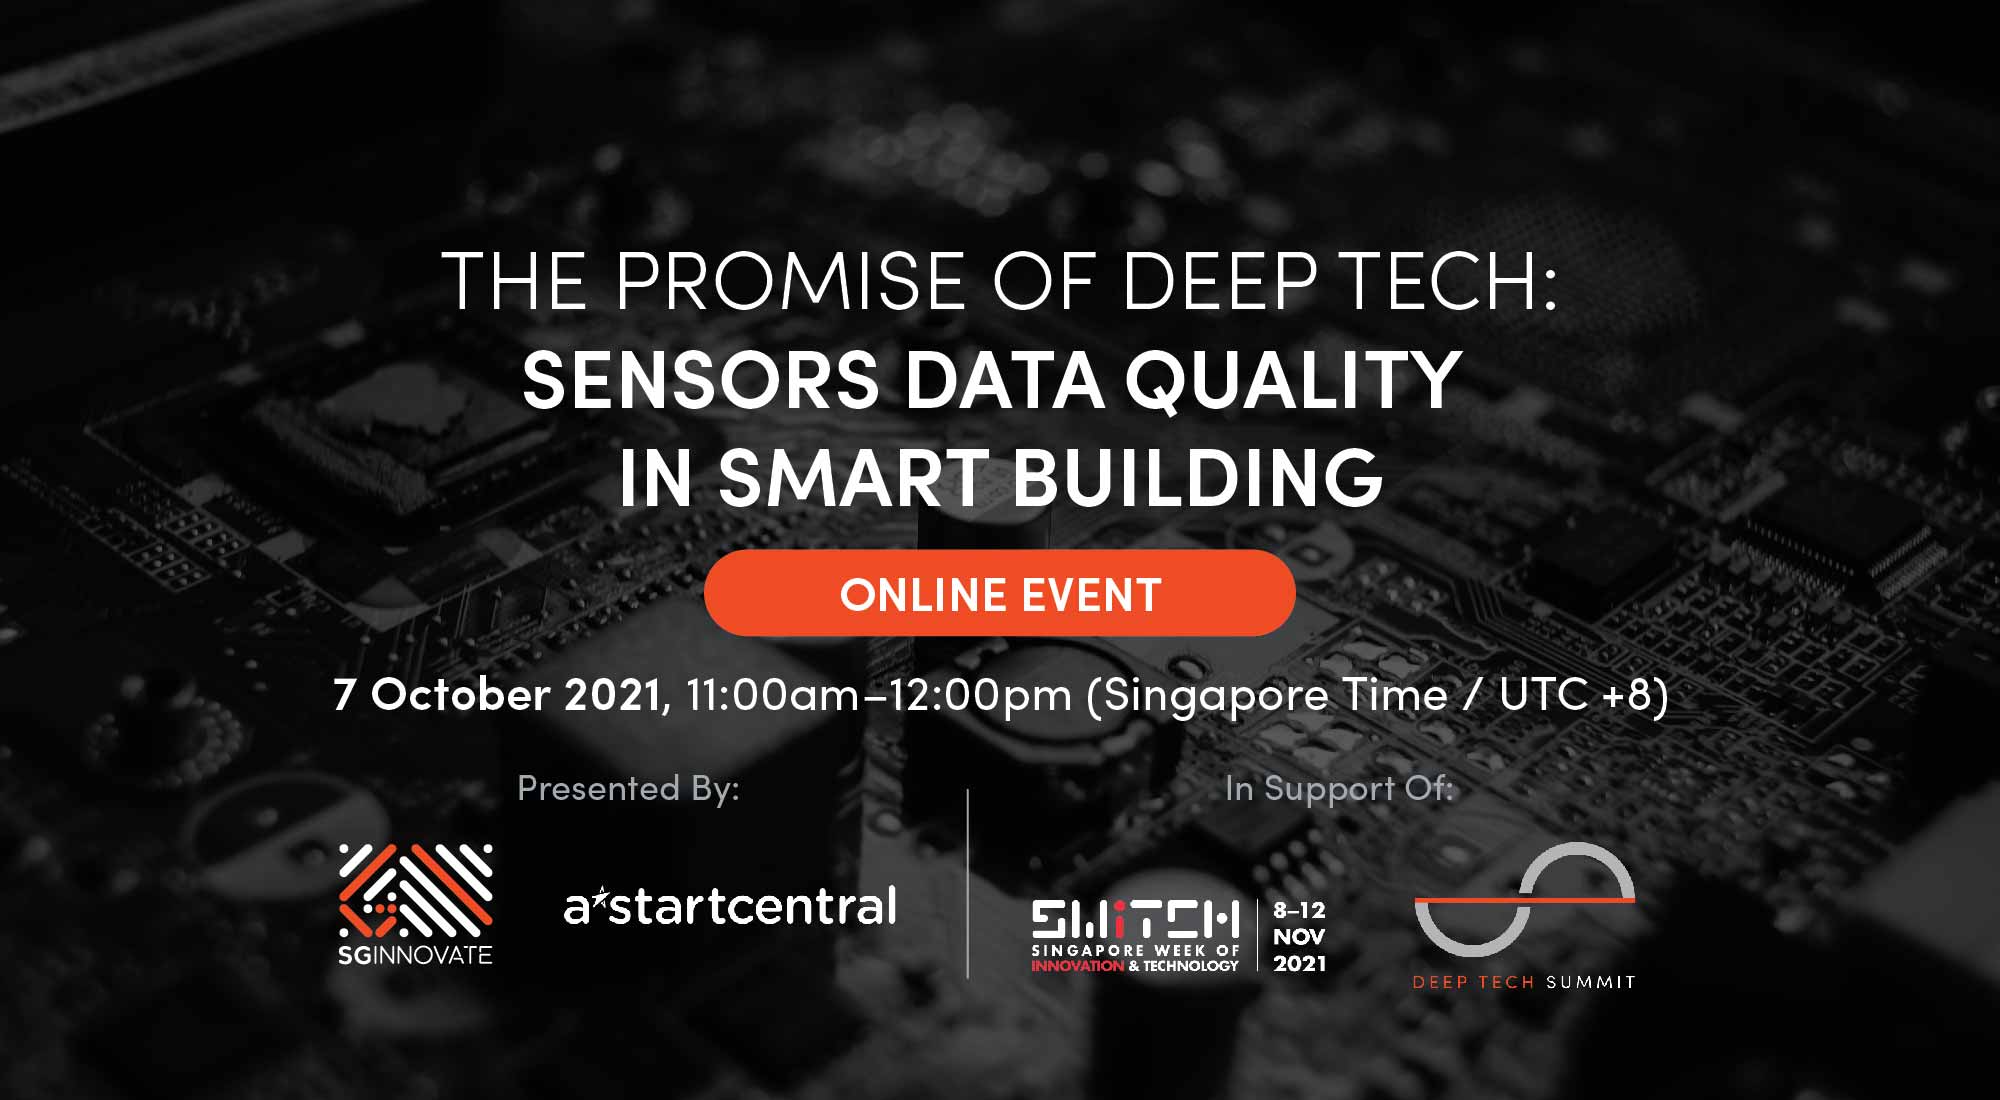 THE PROMISE OF DEEP TECH:
SENSORS DATA QUALITY
IN SMART BUILDING
ONLINE EVENT
7 October 2021, 11:00am–12:00pm (Singapore Time / UTC +8)
Presented By:
SGINNOVATE
a*startcentral
In Support Of:
SWITCH
SINGAPORE WEEK OF
INNOVATION & TECHNOLOGY
8–12
NOV
2021
DEEP TECH SUMMIT